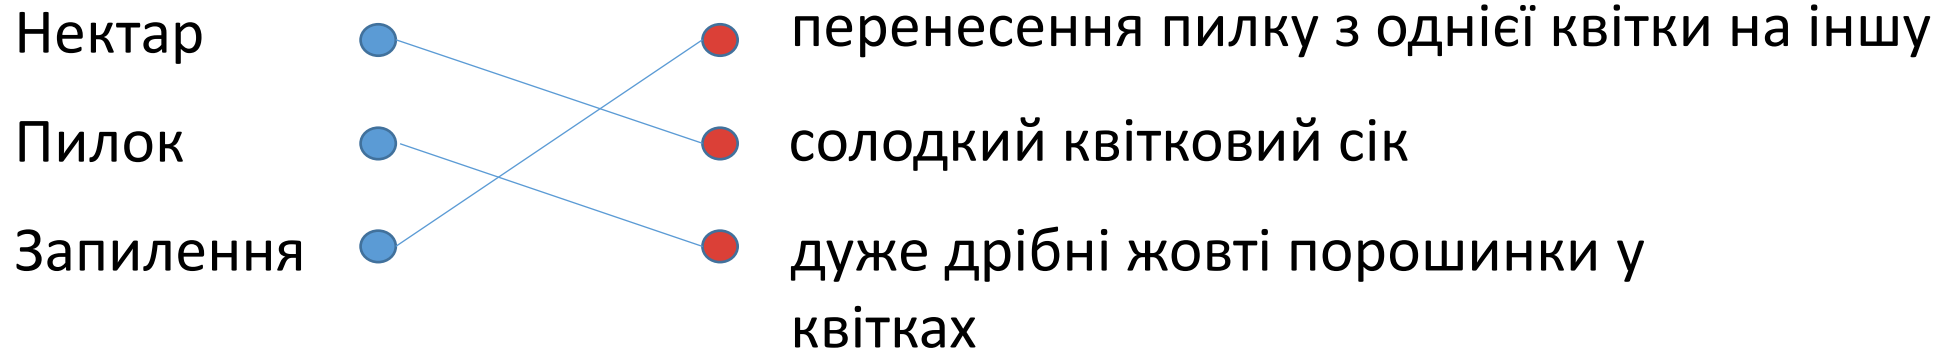 Нектар
перенесення пилку з однієї квітки на іншу
Пилок
солодкий квітковий сік
Запилення
дуже дрібні жовті порошинки у
квітках